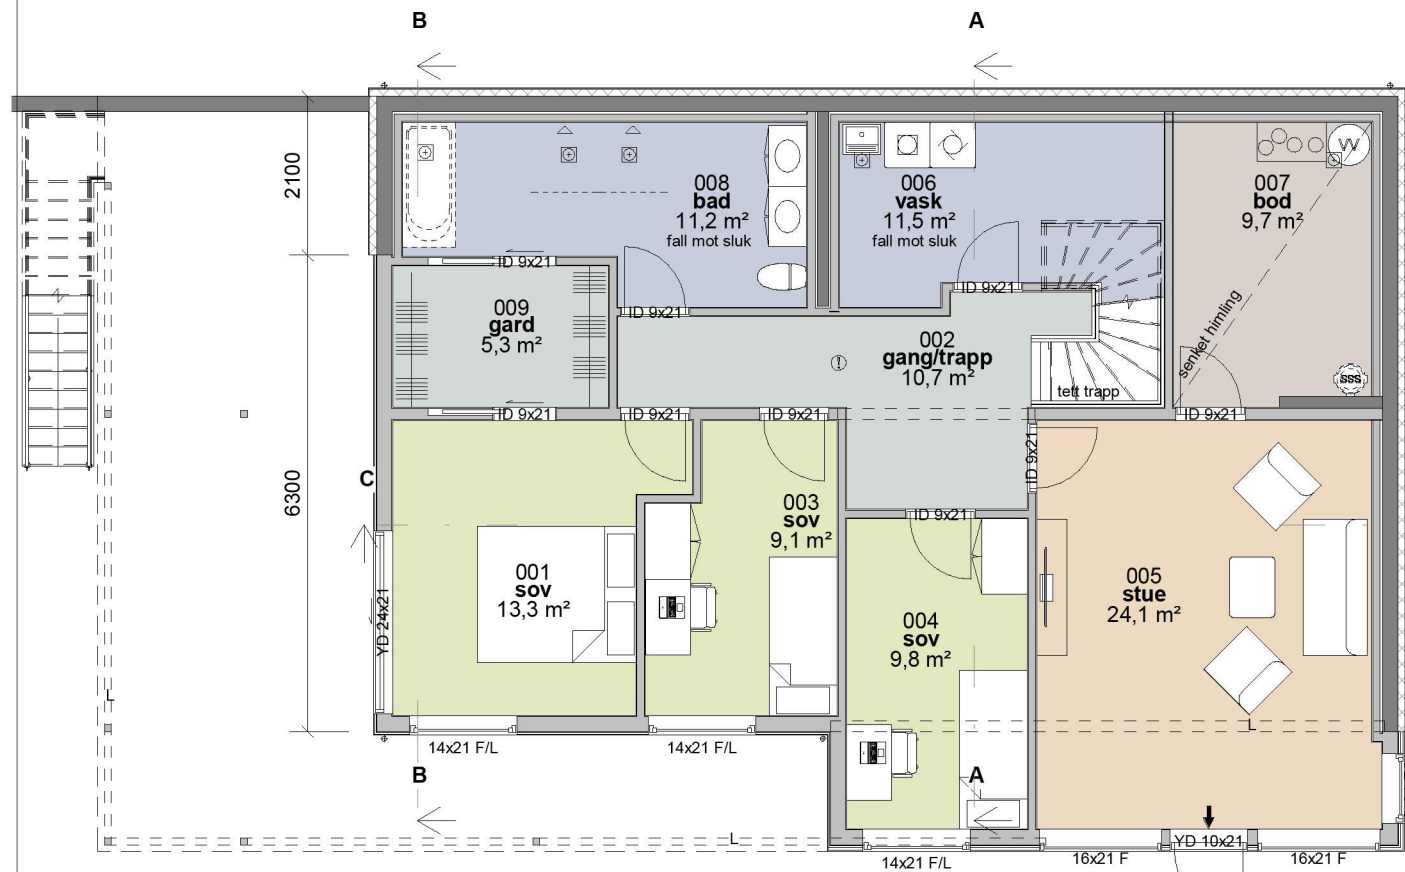 B
A
2100
008
bad
11,2 m²
fall mot sluk
006
vask
11,5 m²
fall mot sluk
007
bod
9,7 m²
VV
ID 9x21
ID 9x21
ID 9x21
009
gard
5,3 m²
002
gang/trapp
10,7 m²
senket himling
tett trapp
SSS
ID 9x21
ID 9x21
ID 9x21
ID 9x21
ID 9x21
C
6300
003
sov
9,1 m²
ID 9x21
001
sov
13,3 m²
YD 24x21
005
stue
24,1 m²
004
sov
9,8 m²
L
L
14x21 F/L
14x21 F/L
B
A
L
YD 10x21
14x21 F/L
16x21 F
16x21 F